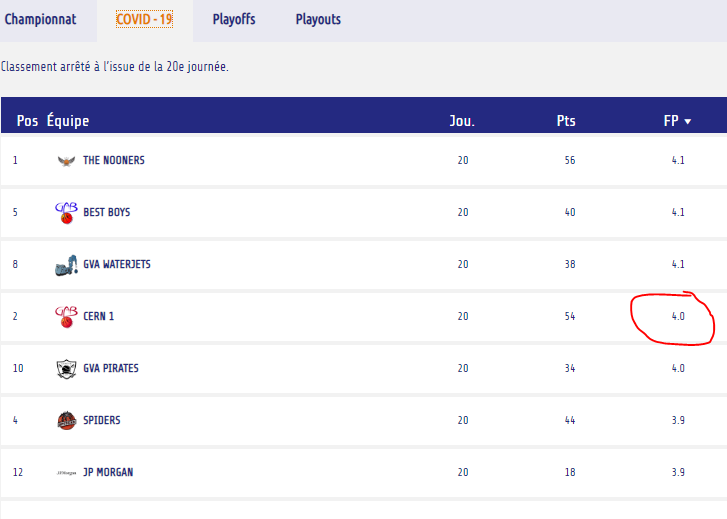 Championnat COVID - 19 Playoffs Playouts
Classement arrêté à l'issue de la 20e journée.
Pos Équipe Jou. Pts FP
1 THE NOONERS 20 56 4.1
5 BEST BOYS 20 40 4.1
8 GVA WATERJETS 20 38 4.1
2 CERN 1 20 54 4.0
10 GVA PIRATES 20 34 4.0
4 SPIDERS 20 44 3.9
12 JP MORGAN 20 18 3.9